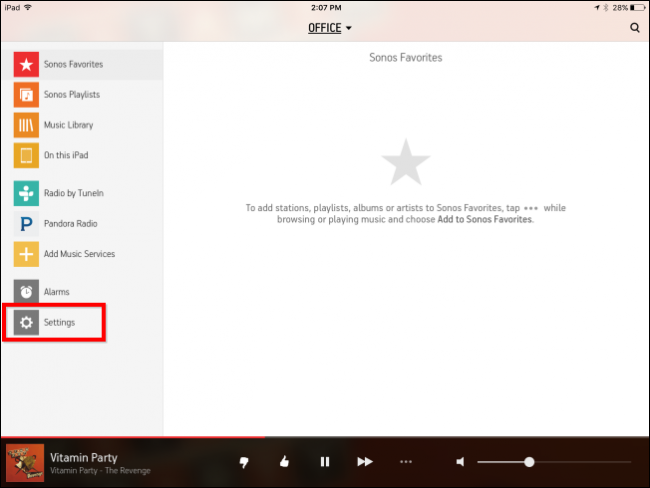 iPad 2:07 PM 28%
OFFICE
Sonos Favorites
Sonos Playlists
Music Library
On this iPad
Radio by TuneIn
P Pandora Radio
Add Music Services
Alarms
Settings
Sonos Favorites
To add stations, playlists, albums or artists to Sonos Favorites, tap ••• while
browsing or playing music and choose Add to Sonos Favorites.
Vitamin Party
Vitamin Party - The Revenge